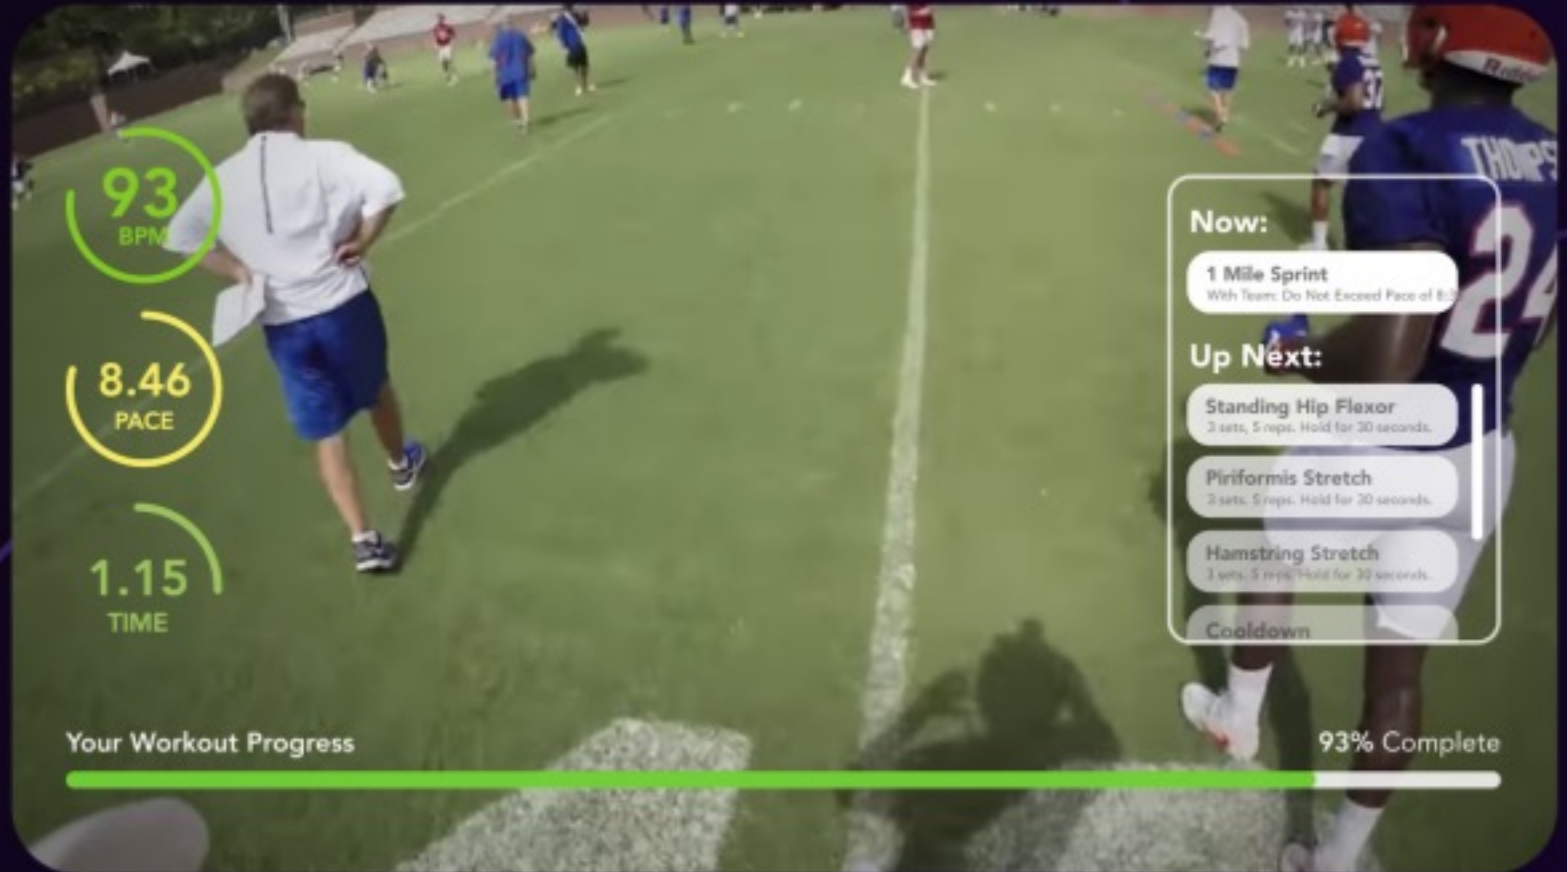 93
BPM
8.46
PACE
1.15
TIME
Now:
1 Mile Sprint
With Team: Do Not Exceed Pace of
Up Next:
Standing Hip Flexor
3 sets, 5 reps. Hold for 30 seconds.
Piriformis Stretch
3 sets, 5 reps. Hold for 30 seconds.
Hamstring Stretch
3 sets, 5 reps. Hold for 30 seconds.
Cooldown
Your Workout Progress
93% Complete
THOMPS
24
32